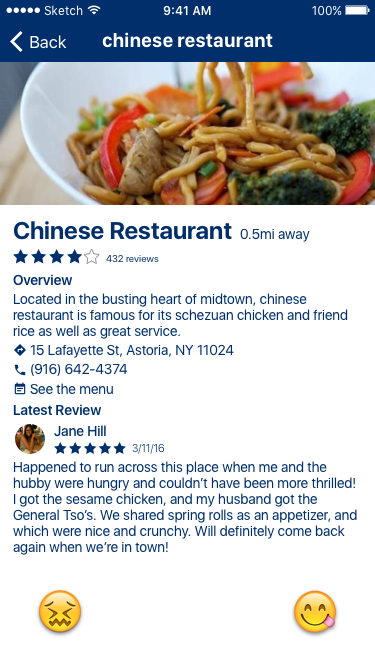 Sketch 9:41 AM 100%
Back chinese restaurant
Chinese Restaurant 0.5mi away
432 reviews
Overview
Located in the busting heart of midtown, chinese
restaurant is famous for its schezuan chicken and friend
rice as well as great service.
15 Lafayette St, Astoria, NY 11024
(916) 642-4374
See the menu
Latest Review
Jane Hill
3/11/16
Happened to run across this place when me and the
hubby were hungry and couldn't have been more thrilled!
I got the sesame chicken, and my husband got the
General Tso's. We shared spring rolls as an appetizer, and
which were nice and crunchy. Will definitely come back
again when we're in town!